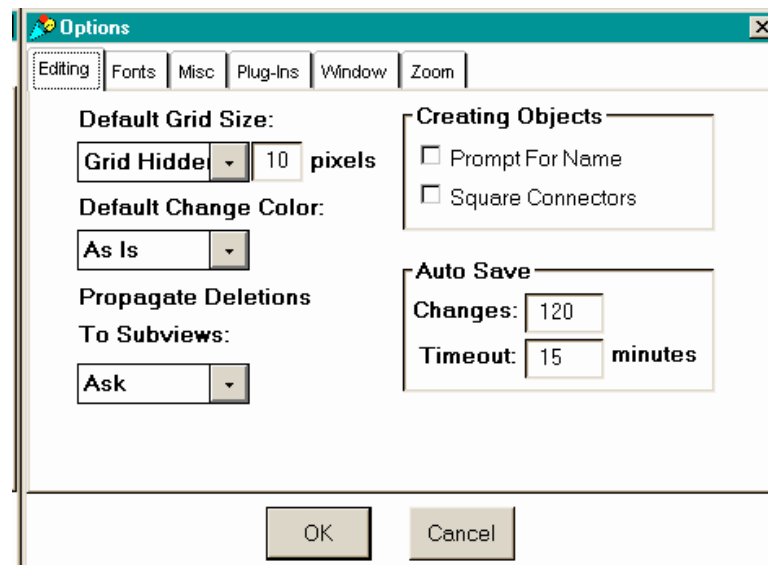 Options
Editing Fonts Misc Plug-Ins Window Zoom
Default Grid Size:
Grid Hidden 10 pixels
Default Change Color:
As Is
Propagate Deletions
To Subviews:
Ask
Creating Objects
Prompt For Name
Square Connectors
Auto Save
Changes: 120
Timeout: 15 minutes
OK Cancel